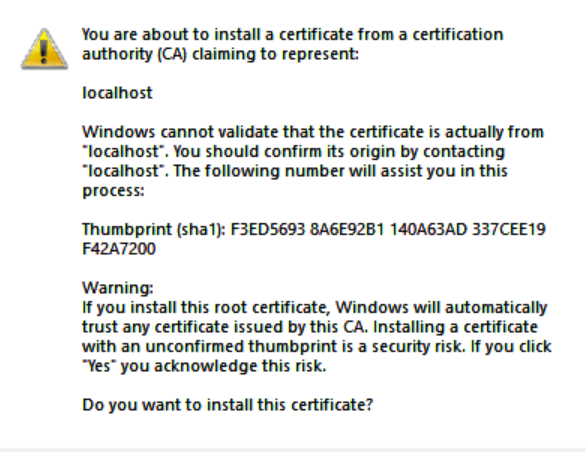 You are about to install a certificate from a certification
authority (CA) claiming to represent:
localhost
Windows cannot validate that the certificate is actually from
"localhost". You should confirm its origin by contacting
"localhost". The following number will assist you in this
process:
Thumbprint (sha1): F3ED5693 8A6E92B1 140A63AD 337CEE19
F42A7200
Warning:
If you install this root certificate, Windows will automatically
trust any certificate issued by this CA. Installing a certificate
with an unconfirmed thumbprint is a security risk. If you click
"Yes" you acknowledge this risk.
Do you want to install this certificate?